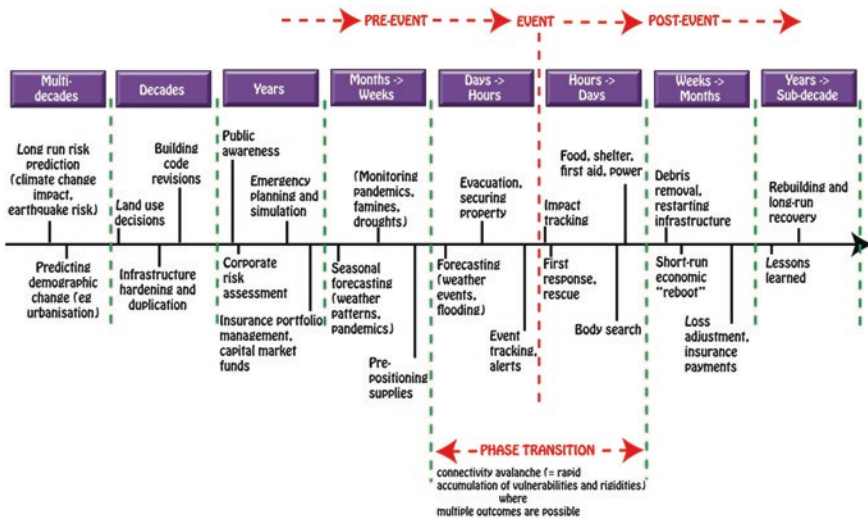 PRE-EVENT
EVENT
POST-EVENT
Multi-
decades
Decades
Years
Months ->
Weeks
Days ->
Hours
Hours ->
Days
Weeks ->
Months
Years ->
Sub-decade
Long run risk
prediction
(climate change
impact,
earthquake risk)
Predicting
demographic
change (eg
urbanisation)
Land use
decisions
Building
code
revisions
Infrastructure
hardening and
duplication
Public
awareness
Emergency
planning and
simulation
Corporate
risk
assessment
Insurance portfolio
management,
capital market
funds
(Monitoring
pandemics,
famines,
droughts)
Seasonal
forecasting
(weather
patterns,
pandemics)
Pre-
positioning
supplies
Evacuation,
securing
property
Forecasting
(weather
events,
flooding)
Event
tracking,
alerts
Impact
tracking
Food, shelter,
first aid, power
First
response,
rescue
Body search
Debris
removal,
restarting
infrastructure
Short-run
economic
"reboot"
Loss
adjustment,
insurance
payments
Rebuilding and
long-run
recovery
Lessons
learned
PHASE TRANSITION
connectivity avalanche (= rapid
accumulation of vulnerabilities and rigidities)
where
multiple outcomes are possible